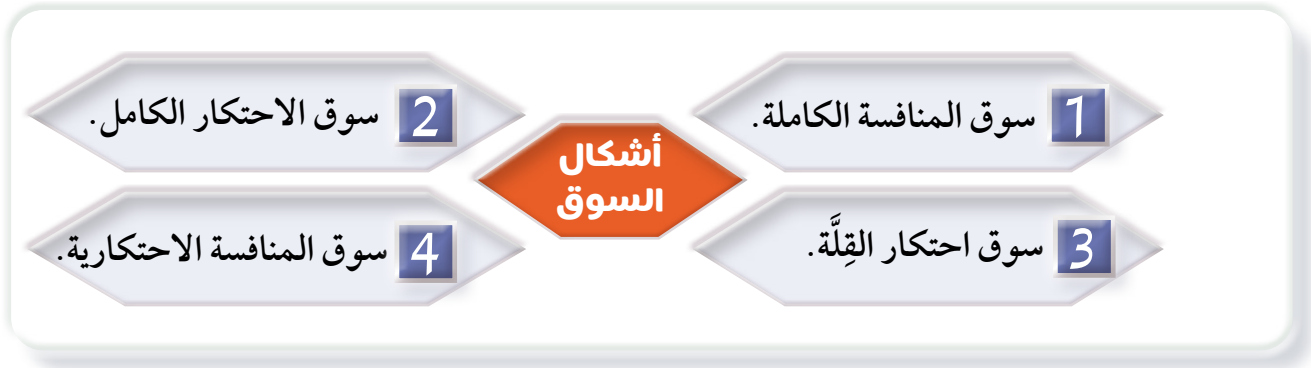 أشكال
السوق
1 سوق المنافسة الكاملة.
2 سوق الاحتكار الكامل.
3 سوق احتكار القِلَّة.
4 سوق المنافسة الاحتكارية.